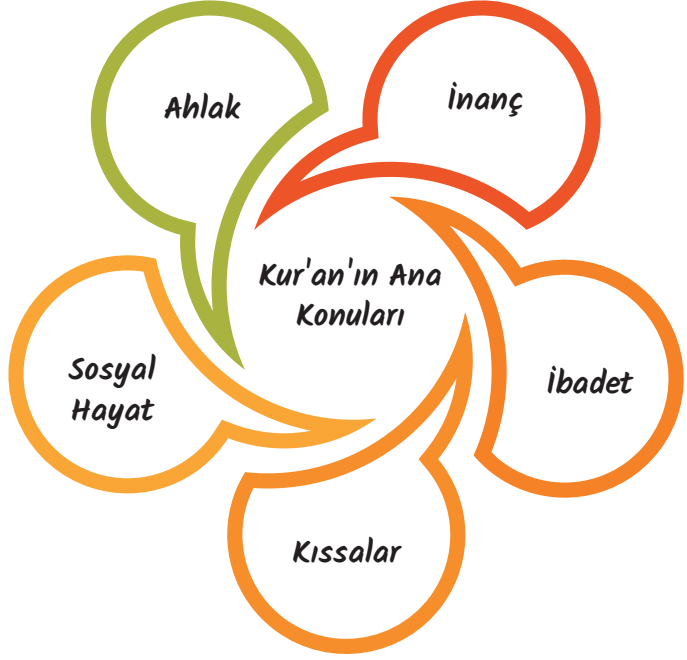 Ahlak
İnanç
Kur'an'ın Ana
Konuları
Sosyal
Hayat
İbadet
Kıssalar